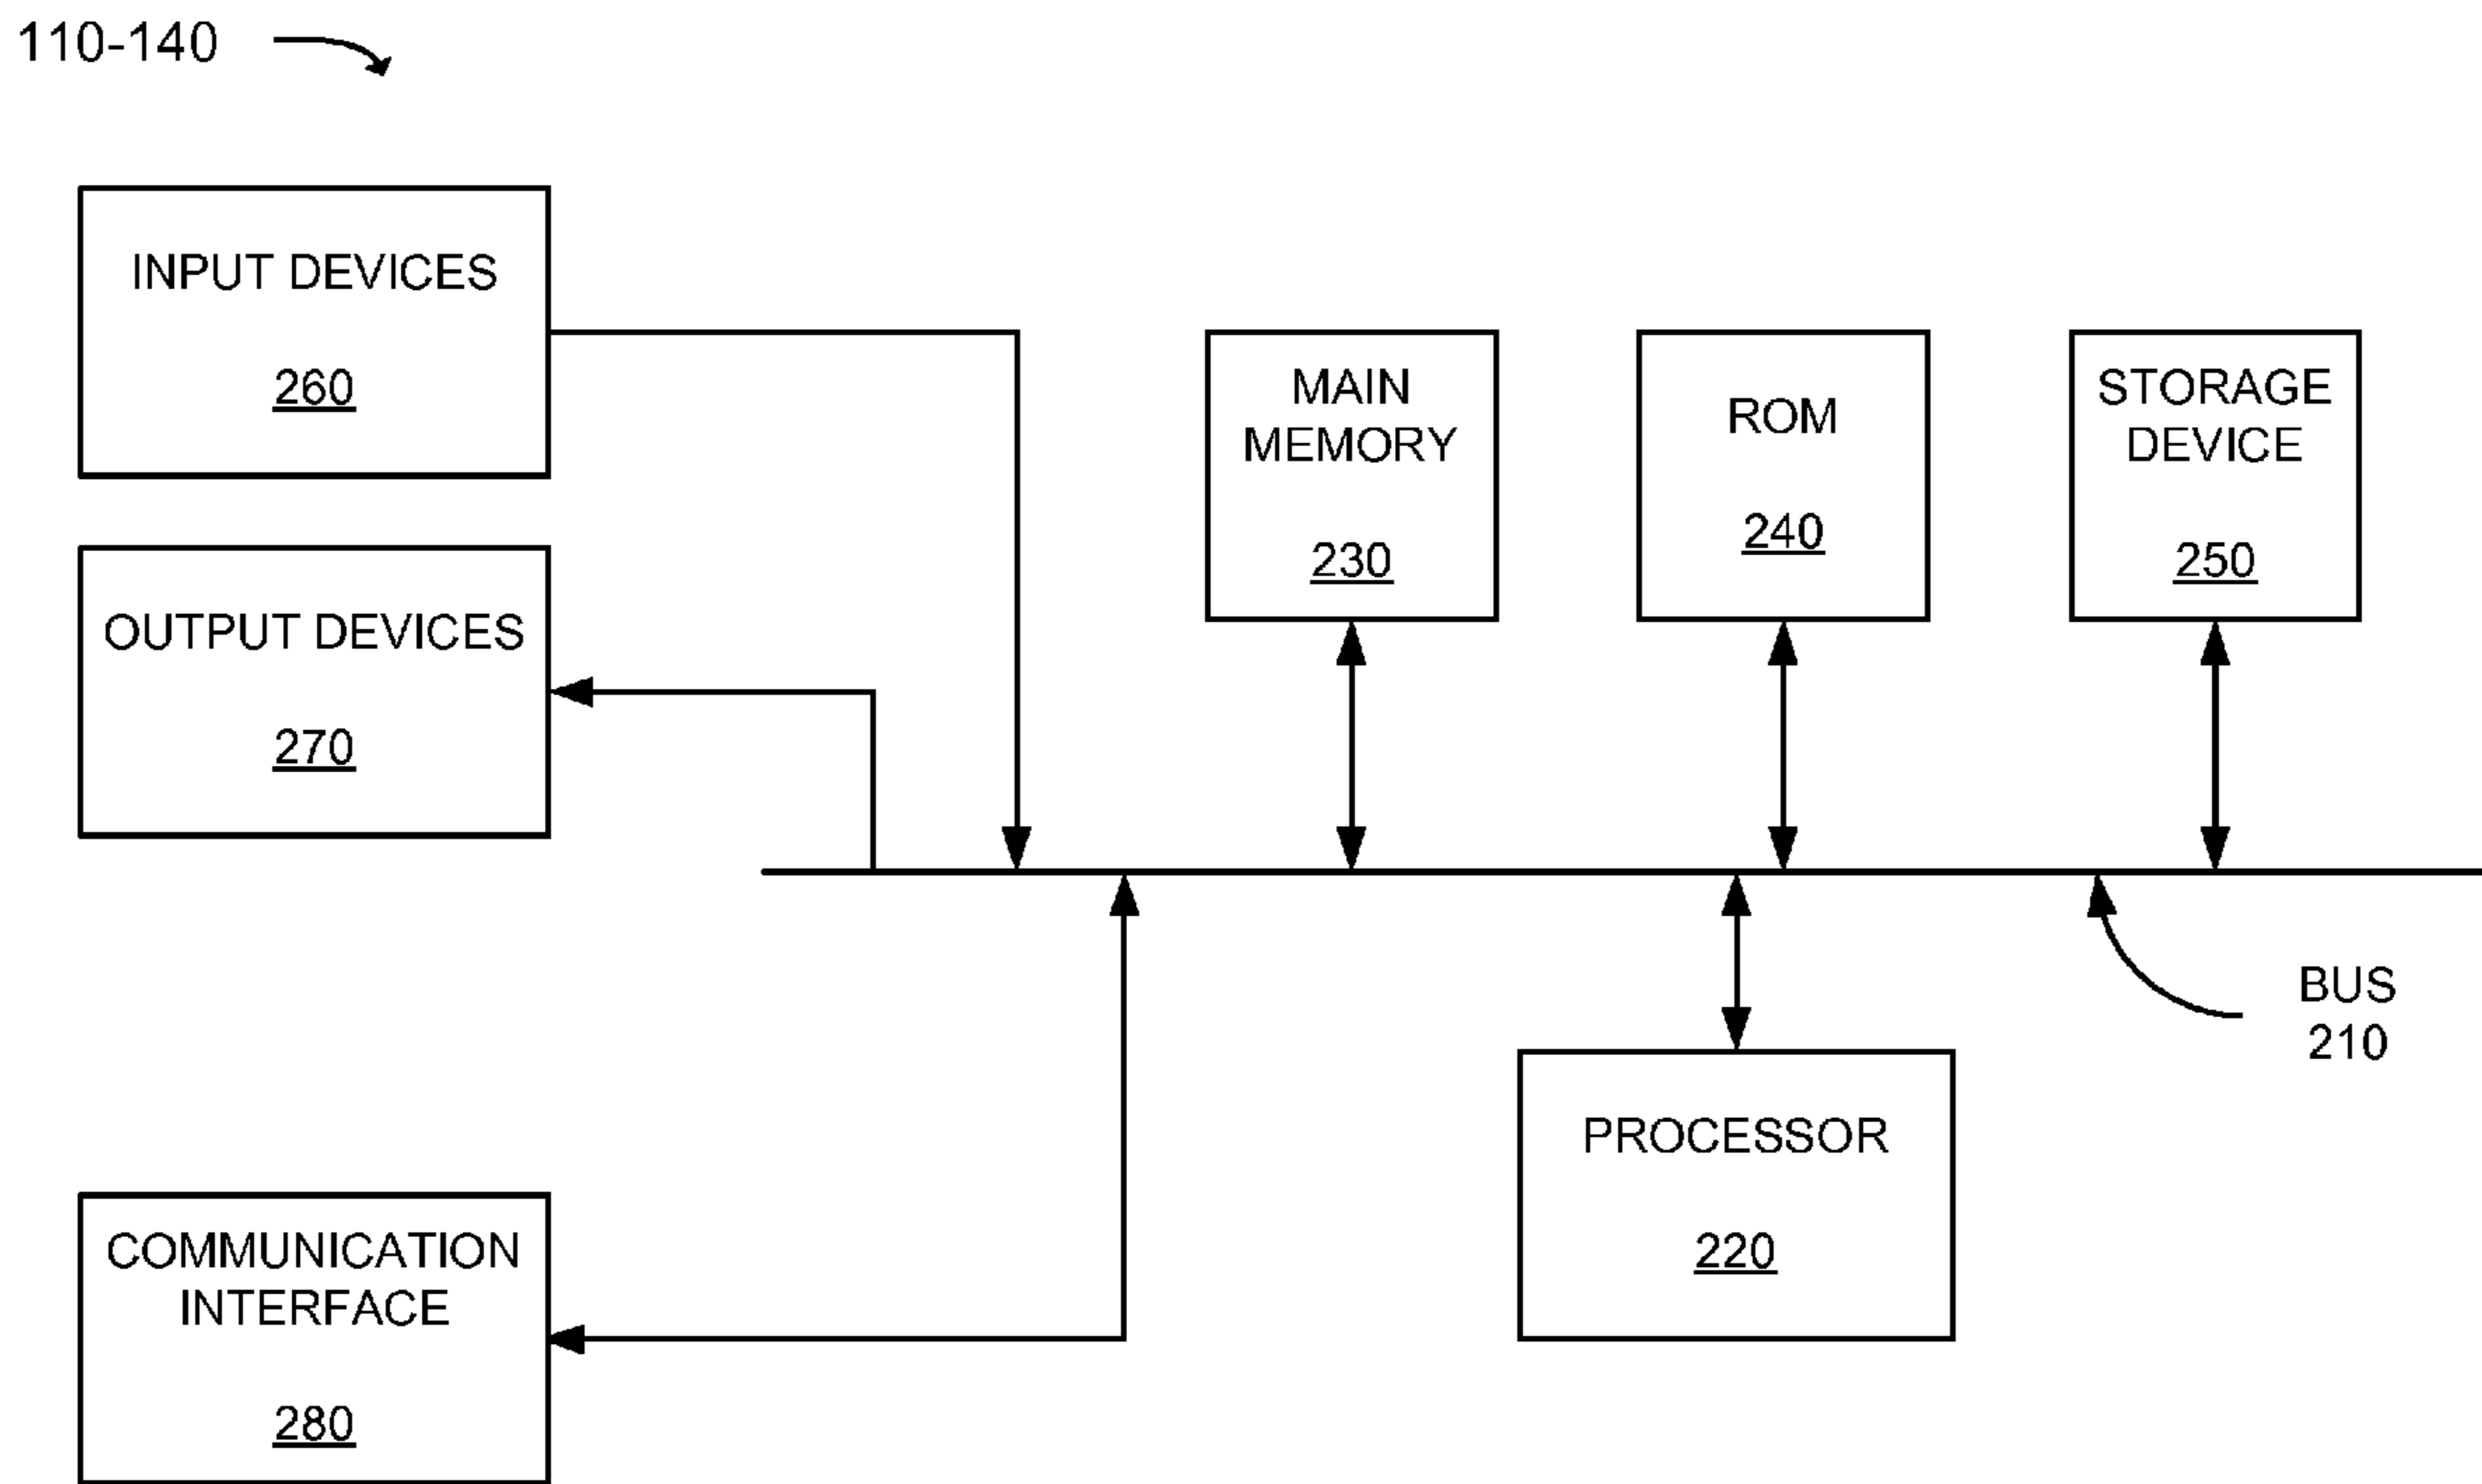 110-140
INPUT DEVICES
260
OUTPUT DEVICES
270
MAIN
MEMORY
230
ROM
240
STORAGE
DEVICE
250
BUS
210
PROCESSOR
220
COMMUNICATION
INTERFACE
280